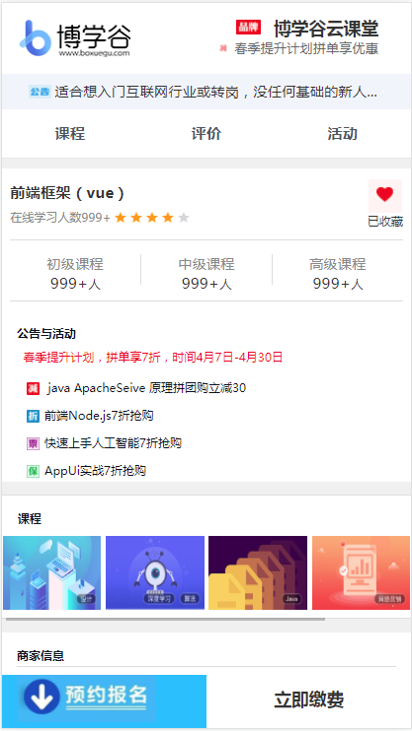 博学谷
www.boxuegu.com
品牌 博学谷云课堂
春季提升计划拼单享优惠
公告 适合想入门互联网行业或转岗，没任何基础的新人...
课程 评价 活动
前端框架（vue）
在线学习人数999+
已收藏
初级课程 中级课程 高级课程
999+人 999+人 999+人
公告与活动
春季提升计划，拼单享7折，时间4月7日-4月30日
减 java ApacheSeive 原理拼团购立减30
折 前端Node.js7折抢购
票 快速上手人工智能7折抢购
保 AppUi实战7折抢购
课程
设计 深度学习 算法 Java
商家信息
预约报名 立即缴费